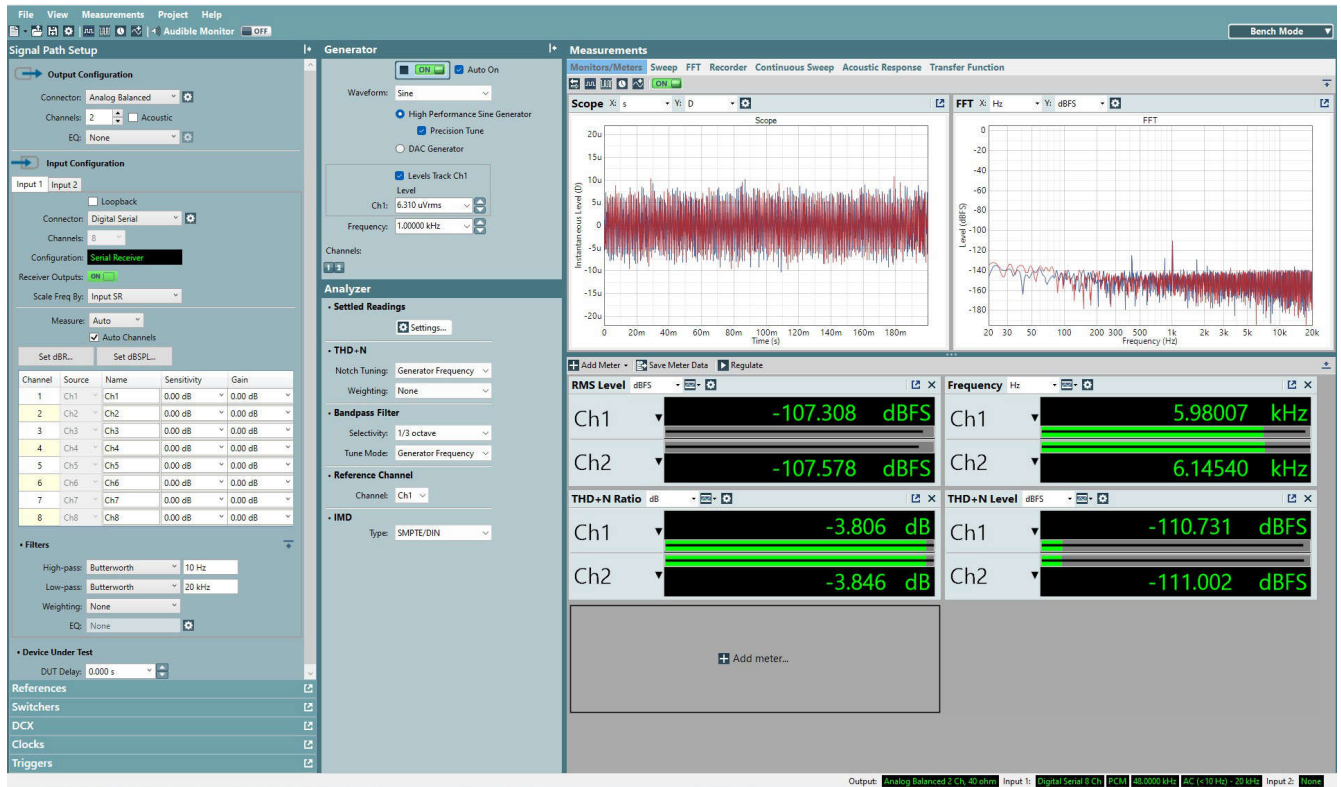 File View Measurements Project Help
Audible Monitor OFF
Bench Mode
Signal Path Setup
Output Configuration
Connector: Analog Balanced
Channels: 2 Acoustic
EQ: None
Input Configuration
Input 1 Input 2
Loopback
Connector: Digital Serial
Channels: 8
Configuration: Serial Receiver
Receiver Outputs: ON
Scale Freq By: Input SR
Measure: Auto
Auto Channels
Set dBR... Set dBSPL...
Channel Source Name Sensitivity Gain
1 Ch1 Ch1 0.00 dB 0.00 dB
2 Ch2 Ch2 0.00 dB 0.00 dB
3 Ch3 Ch3 0.00 dB 0.00 dB
4 Ch4 Ch4 0.00 dB 0.00 dB
5 Ch5 Ch5 0.00 dB 0.00 dB
6 Ch6 Ch6 0.00 dB 0.00 dB
7 Ch7 Ch7 0.00 dB 0.00 dB
8 Ch8 Ch8 0.00 dB 0.00 dB
• Filters
High-pass: Butterworth 10 Hz
Low-pass: Butterworth 20 kHz
Weighting: None
EQ: None
• Device Under Test
DUT Delay: 0.000 s
References
Switchers
DCX
Clocks
Triggers
Generator
ON Auto On
Waveform: Sine
High Performance Sine Generator
Precision Tune
DAC Generator
Levels Track Ch1
Level
Ch1: 6.310 uVrms
Frequency: 1.00000 kHz
Channels:
1 2
Analyzer
• Settled Readings
Settings...
• THD+N
Notch Tuning: Generator Frequency
Weighting: None
• Bandpass Filter
Selectivity: 1/3 octave
Tune Mode: Generator Frequency
• Reference Channel
Channel: Ch1
• IMD
Type: SMPTE/DIN
Measurements
Monitors/Meters Sweep FFT Recorder Continuous Sweep Acoustic Response Transfer Function
ON
Scope X: s Y: D
Scope
Instantaneous Level (D)
20u
15u
10u
5u
0
-5u
-10u
-15u
-20u
0 20m 40m 60m 80m 100m 120m 140m 160m 180m
Time (s)
FFT X: Hz Y: dBFS
FFT
Level (dBFS)
0
-20
-40
-60
-80
-100
-120
-140
-160
-180
20 30 50 100 200 300 500 1k 2k 3k 5k 10k 20k
Frequency (Hz)
Add Meter Save Meter Data Regulate
RMS Level dBFS
Ch1 -107.308 dBFS
Ch2 -107.578 dBFS
Frequency Hz
Ch1 5.98007 kHz
Ch2 6.14540 kHz
THD+N Ratio dB
Ch1 -3.806 dB
Ch2 -3.846 dB
THD+N Level dBFS
Ch1 -110.731 dBFS
Ch2 -111.002 dBFS
Add meter...
Output: Analog Balanced 2 Ch, 40 ohm Input 1: Digital Serial 8 Ch PCM 48.0000 kHz AC (<10 Hz) - 20 kHz Input 2: None